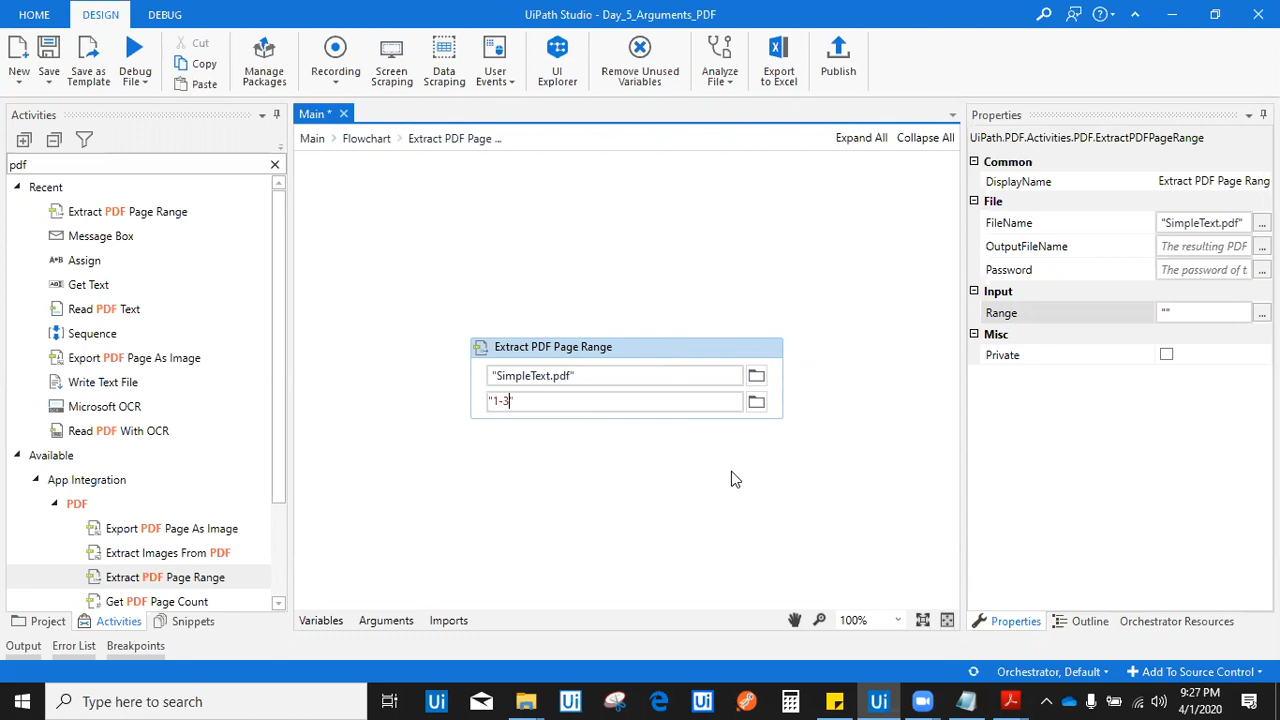 HOME
DESIGN
DEBUG
UiPath Studio - Day_5_Arguments_PDF
New
Save
Save as Template
Debug File
Cut
Copy
Paste
Manage Packages
Recording
Screen Scraping
Data Scraping
User Events
UI Explorer
Remove Unused Variables
Analyze File
Export to Excel
Publish
Activities
pdf
Recent
Extract PDF Page Range
Message Box
Assign
Get Text
Read PDF Text
Sequence
Export PDF Page As Image
Write Text File
Microsoft OCR
Read PDF With OCR
Available
App Integration
PDF
Export PDF Page As Image
Extract Images From PDF
Extract PDF Page Range
Get PDF Page Count
Project
Activities
Snippets
Main *
Main > Flowchart > Extract PDF Page ...
Expand All
Collapse All
Extract PDF Page Range
"SimpleText.pdf"
"1-3"
Variables
Arguments
Imports
100%
Properties
UiPath.PDF.Activities.PDF.ExtractPDFPageRange
Common
DisplayName
Extract PDF Page Rang
File
FileName
"SimpleText.pdf"
...
OutputFileName
The resulting PDF
...
Password
The password of t
...
Input
Range
""
...
Misc
Private
Properties
Outline
Orchestrator Resources
Output
Error List
Breakpoints
Orchestrator, Default
Add To Source Control
Type here to search
9:27 PM
4/1/2020